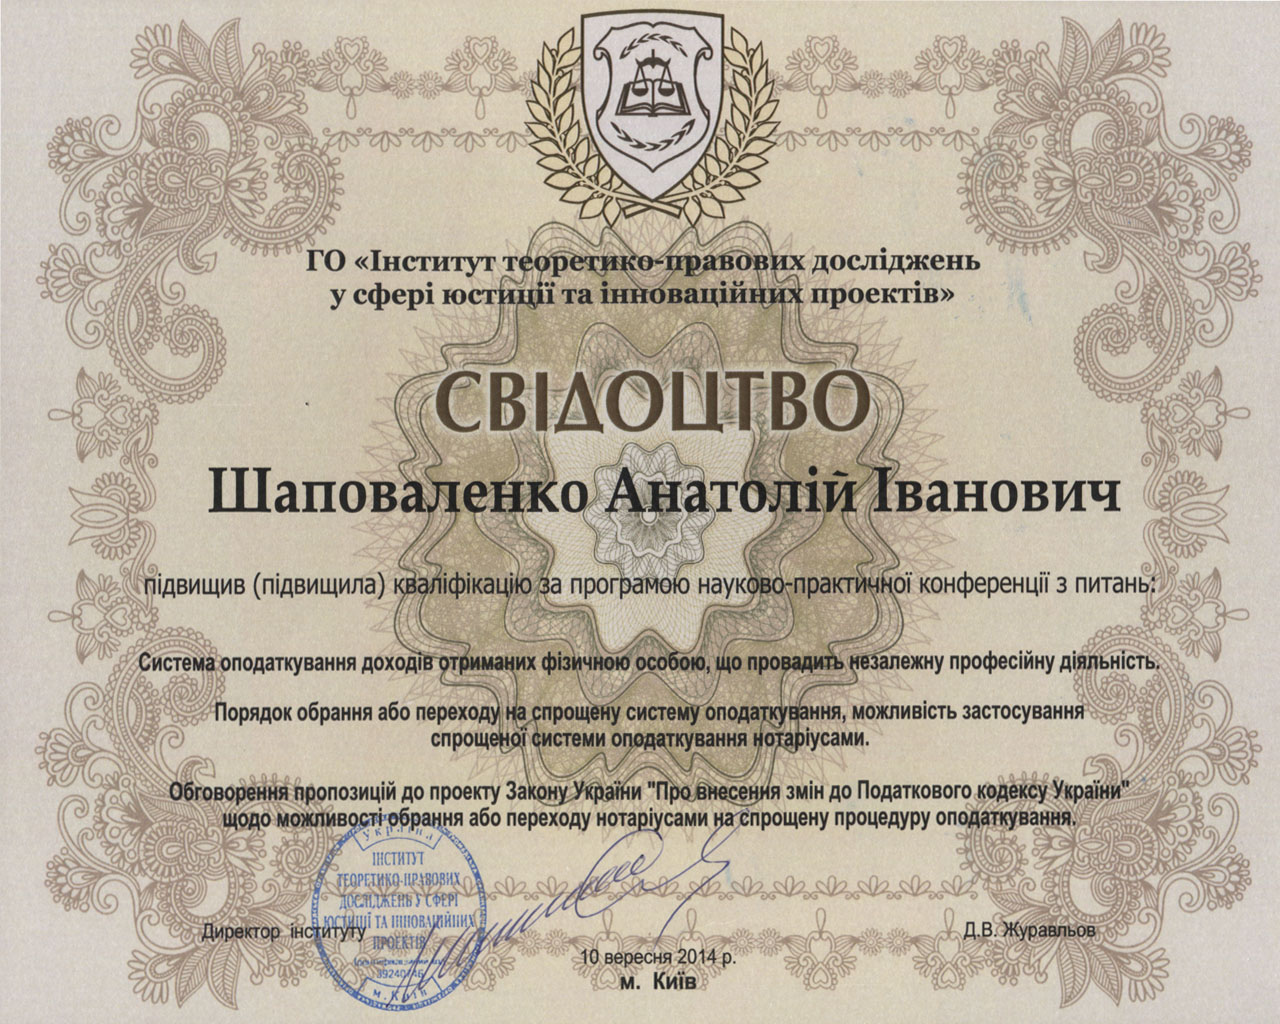 ГО «Інститут теоретико-правових досліджень
у сфері юстиції та інноваційних проектів»
СВІДОЦТВО
Шаповаленко Анатолій Іванович
підвищив (підвищила) кваліфікацію за програмою науково-практичної конференції з питань:
Система оподаткування доходів отриманих фізичною особою, що провадить незалежну професійну діяльність.
Порядок обрання або переходу на спрощену систему оподаткування, можливість застосування
спрощеної системи оподаткування нотаріусами.
Обговорення пропозицій до проекту Закону України "Про внесення змін до Податкового кодексу України"
щодо можливості обрання або переходу нотаріусами на спрощену процедуру оподаткування.
Україна
ІНСТИТУТ
ТЕОРЕТИКО-ПРАВОВИХ
ДОСЛІДЖЕНЬ У СФЕРІ
ЮСТИЦІЇ ТА ІННОВАЦІЙНИХ
ПРОЕКТІВ
м. Київ
Директор інституту
Д.В. Журавльов
10 вересня 2014 р.
м. Київ